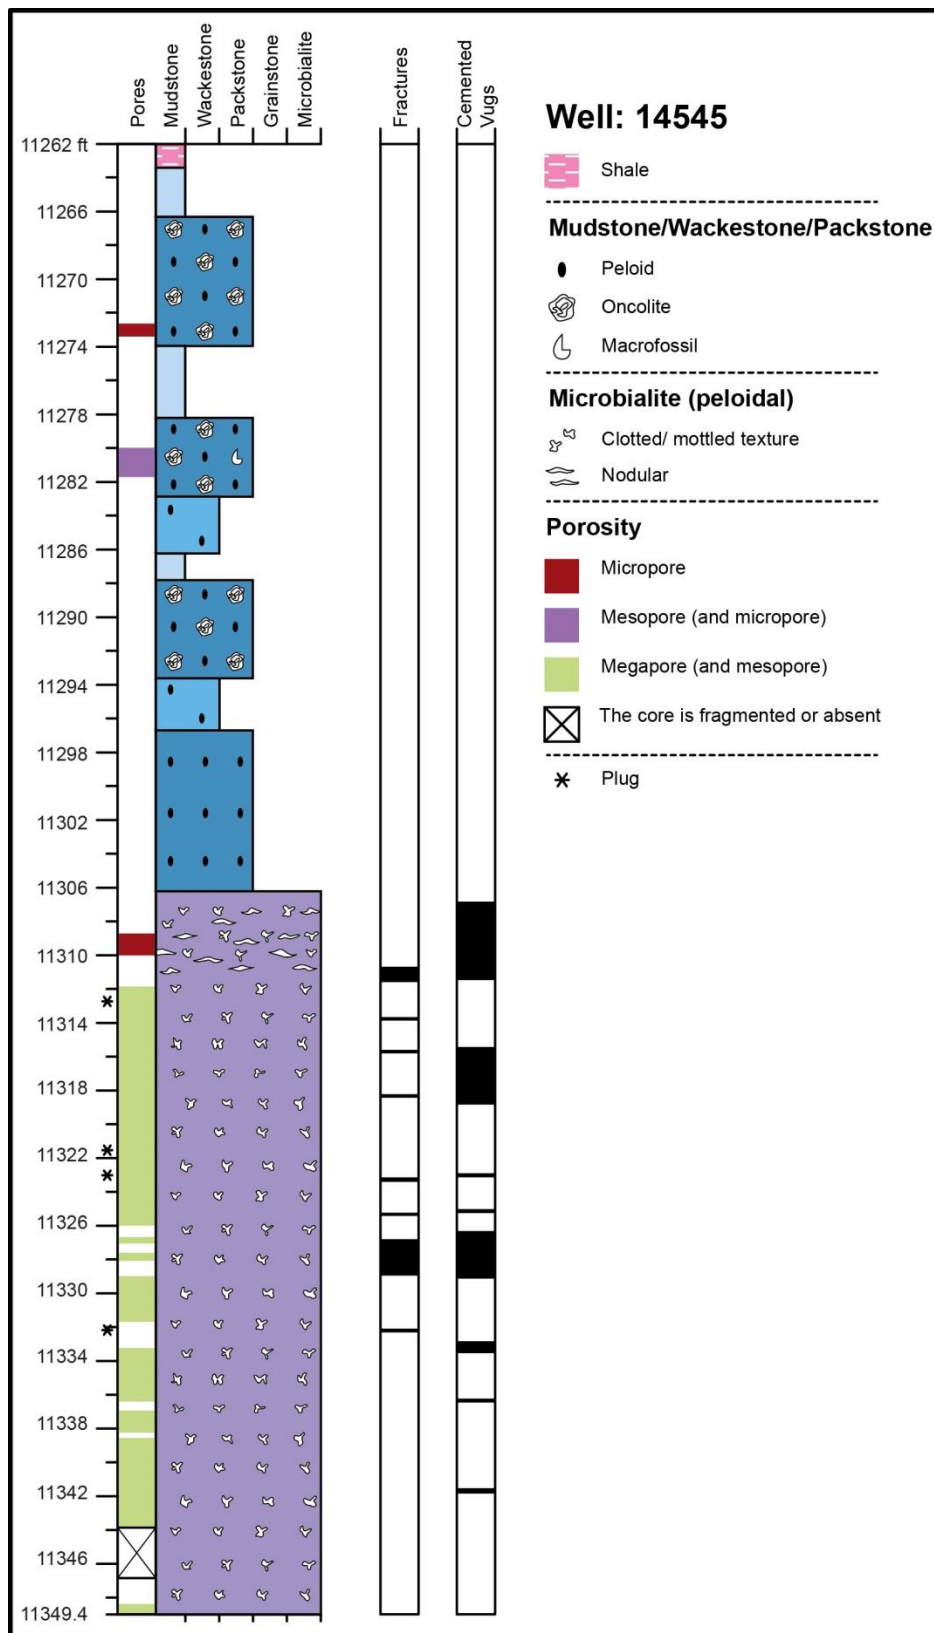 Pores
Mudstone
Wackestone
Packstone
Grainstone
Microbialite
Fractures
Cemented
Vugs
11262 ft
11266
11270
11274
11278
11282
11286
11290
11294
11298
11302
11306
11310
11314
11318
11322
11326
11330
11334
11338
11342
11346
11349.4
Well: 14545
Shale
Mudstone/Wackestone/Packstone
Peloid
Oncolite
Macrofossil
Microbialite (peloidal)
Clotted/ mottled texture
Nodular
Porosity
Micropore
Mesopore (and micropore)
Megapore (and mesopore)
The core is fragmented or absent
Plug